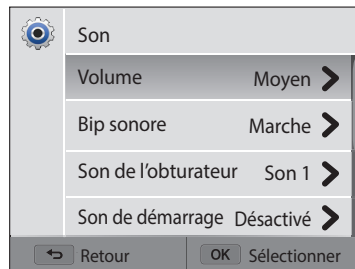 Son
Volume Moyen
Bip sonore Marche
Son de l'obturateur Son 1
Son de démarrage Désactivé
Retour OK Sélectionner